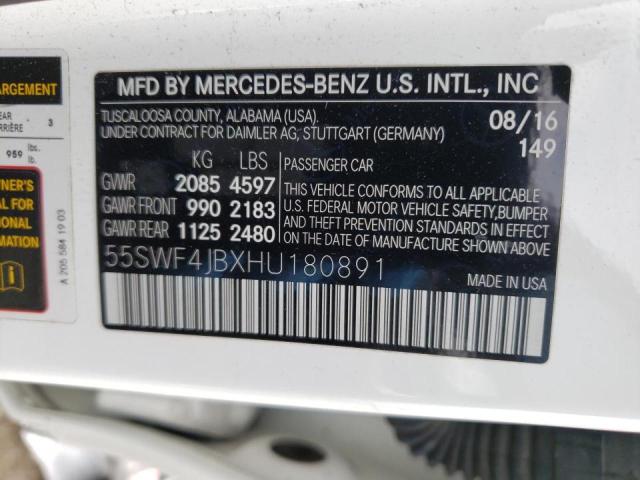 ARGEMENT
EAR
ARRIÈRE 3
959 lbs.
lb.
NER'S
AL FOR
ONAL
MATION
A 205 584 19 03
MFD BY MERCEDES-BENZ U.S. INTL., INC
TUSCALOOSA COUNTY, ALABAMA (USA). 08/16
UNDER CONTRACT FOR DAIMLER AG, STUTTGART (GERMANY) 149
KG LBS PASSENGER CAR
GVWR 2085 4597 THIS VEHICLE CONFORMS TO ALL APPLICABLE
GAWR FRONT 990 2183 U.S. FEDERAL MOTOR VEHICLE SAFETY,BUMPER
GAWR REAR 1125 2480 AND THEFT PREVENTION STANDARDS IN EFFECT
ON THE DATE OF MANUFACTURE SHOWN ABOVE.
55SWF4JBXHU180891
MADE IN USA